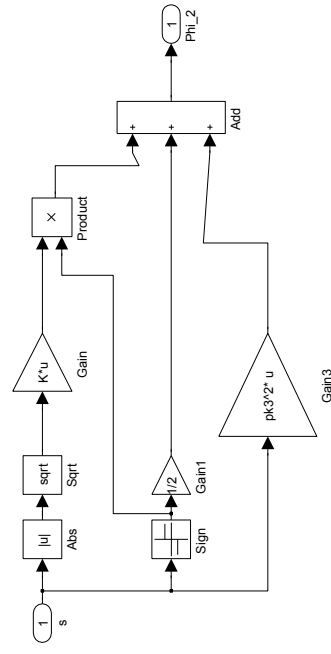 1
s
|u|
Abs
sqrt
Sqrt
K*u
Gain
×
Product
Sign
1/2
Gain1
pk3^2* u
Gain3
+
+
+
Add
1
Phi_2